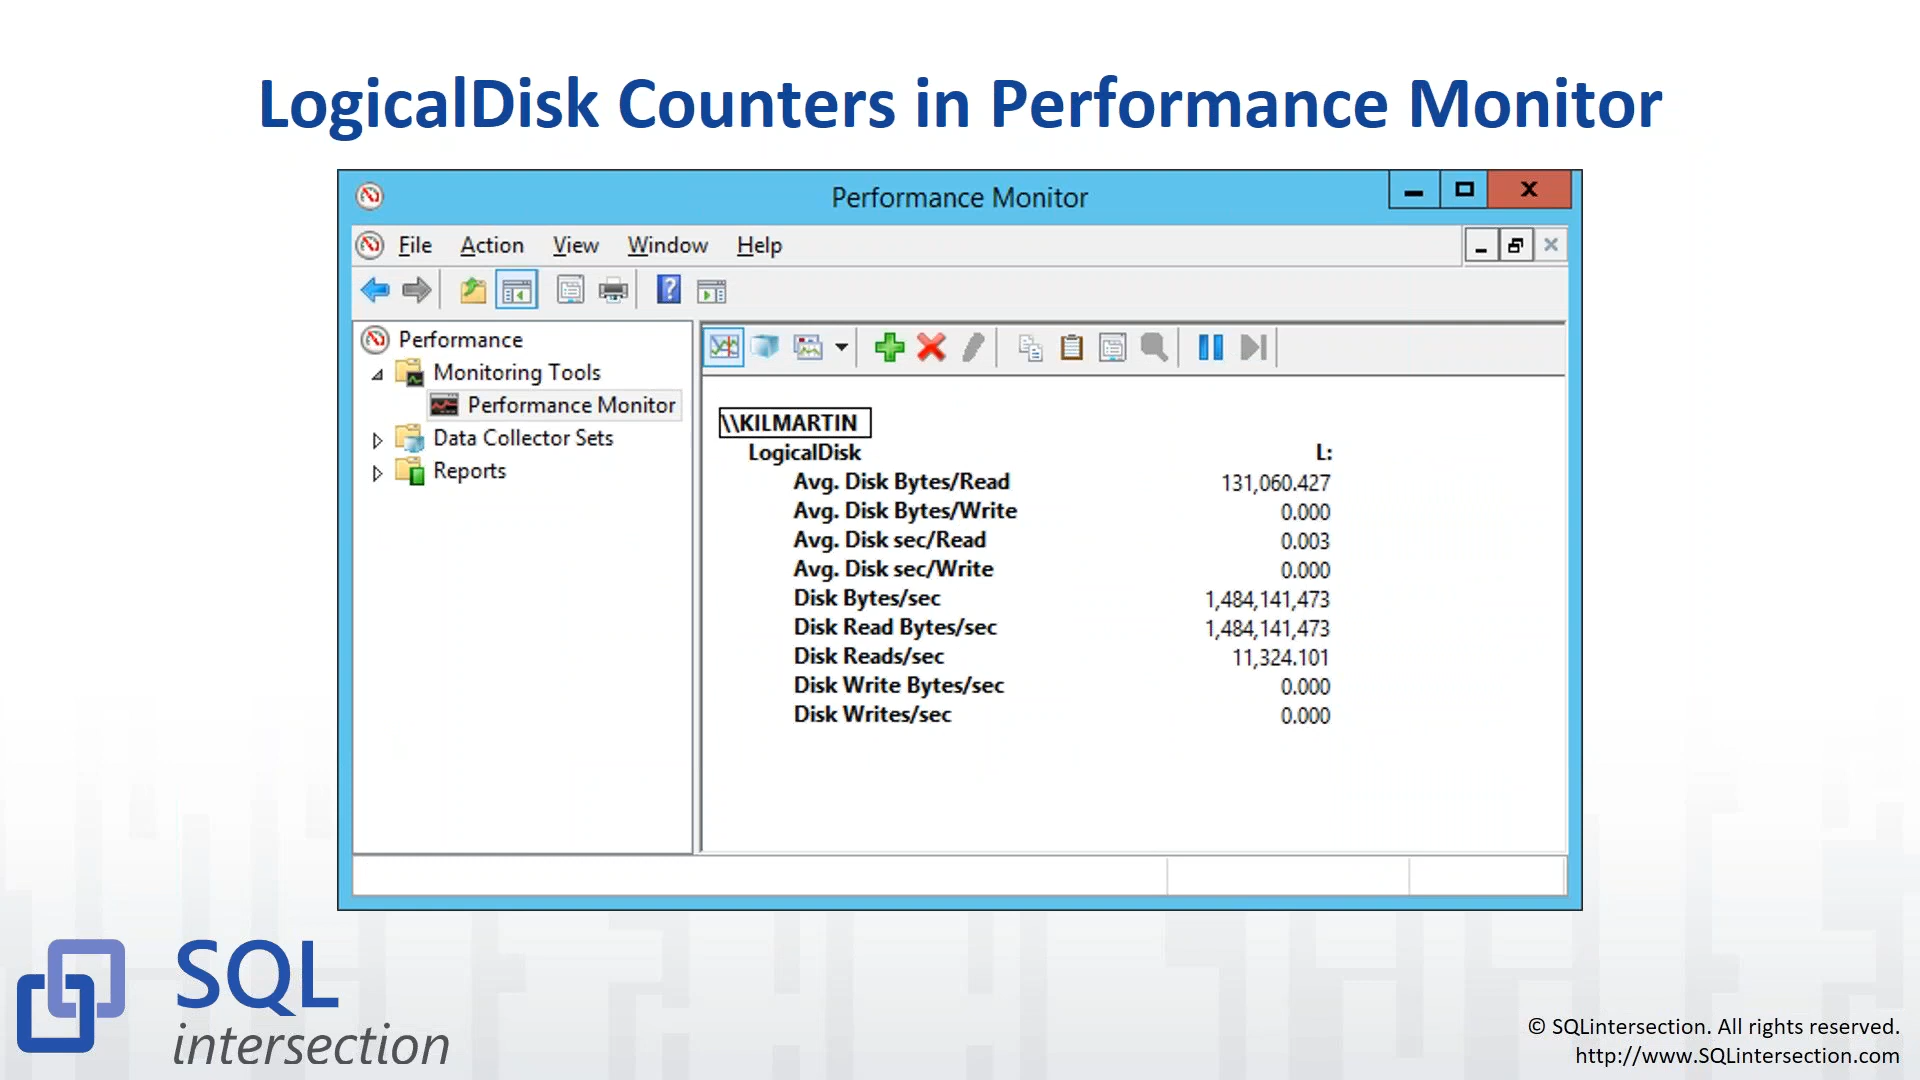 LogicalDisk Counters in Performance Monitor
Performance Monitor
File Action View Window Help
Performance
Monitoring Tools
Performance Monitor
Data Collector Sets
Reports
\\KILMARTIN
LogicalDisk L:
Avg. Disk Bytes/Read 131,060.427
Avg. Disk Bytes/Write 0.000
Avg. Disk sec/Read 0.003
Avg. Disk sec/Write 0.000
Disk Bytes/sec 1,484,141,473
Disk Read Bytes/sec 1,484,141,473
Disk Reads/sec 11,324.101
Disk Write Bytes/sec 0.000
Disk Writes/sec 0.000
SQL
intersection
© SQLintersection. All rights reserved.
http://www.SQLintersection.com